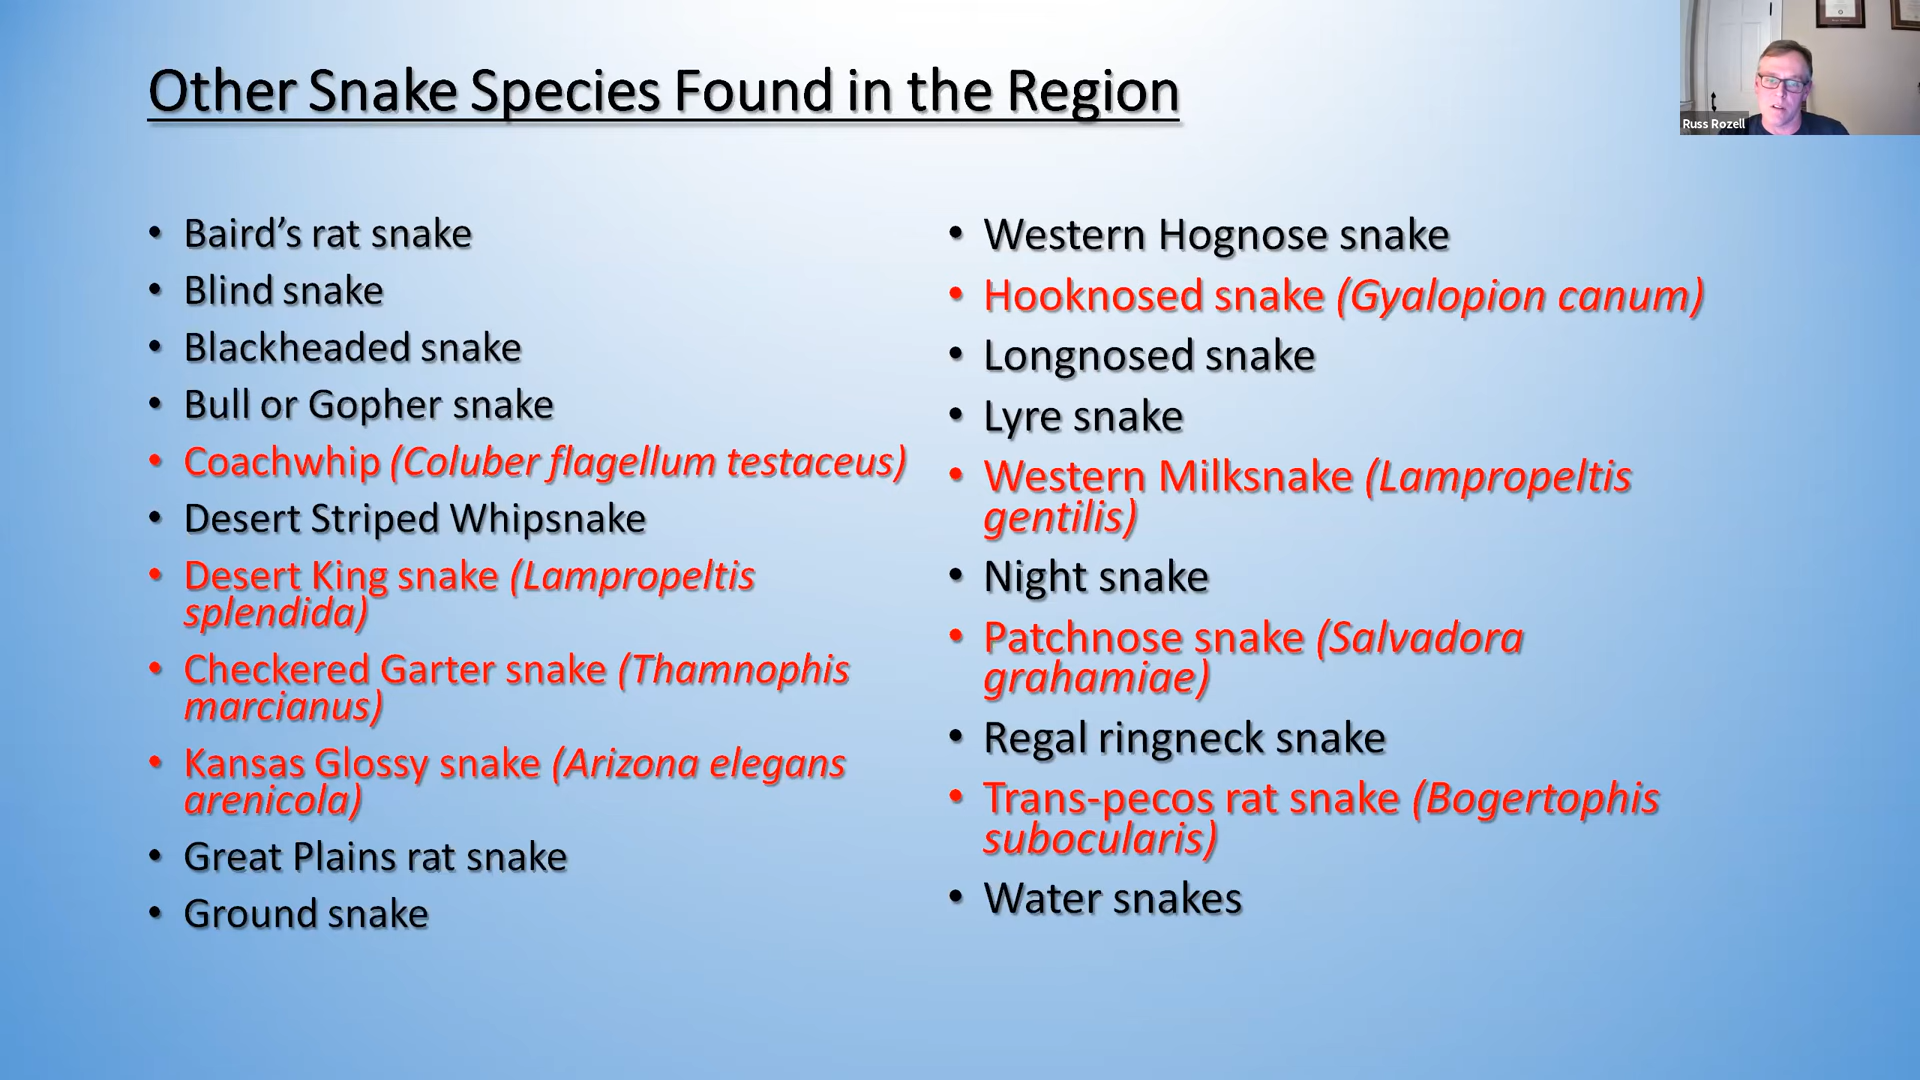 Other Snake Species Found in the Region
Russ Rozell
• Baird’s rat snake
• Blind snake
• Blackheaded snake
• Bull or Gopher snake
• Coachwhip (Coluber flagellum testaceus)
• Desert Striped Whipsnake
• Desert King snake (Lampropeltis
splendida)
• Checkered Garter snake (Thamnophis
marcianus)
• Kansas Glossy snake (Arizona elegans
arenicola)
• Great Plains rat snake
• Ground snake
• Western Hognose snake
• Hooknosed snake (Gyalopion canum)
• Longnosed snake
• Lyre snake
• Western Milksnake (Lampropeltis
gentilis)
• Night snake
• Patchnose snake (Salvadora
grahamiae)
• Regal ringneck snake
• Trans-pecos rat snake (Bogertophis
subocularis)
• Water snakes